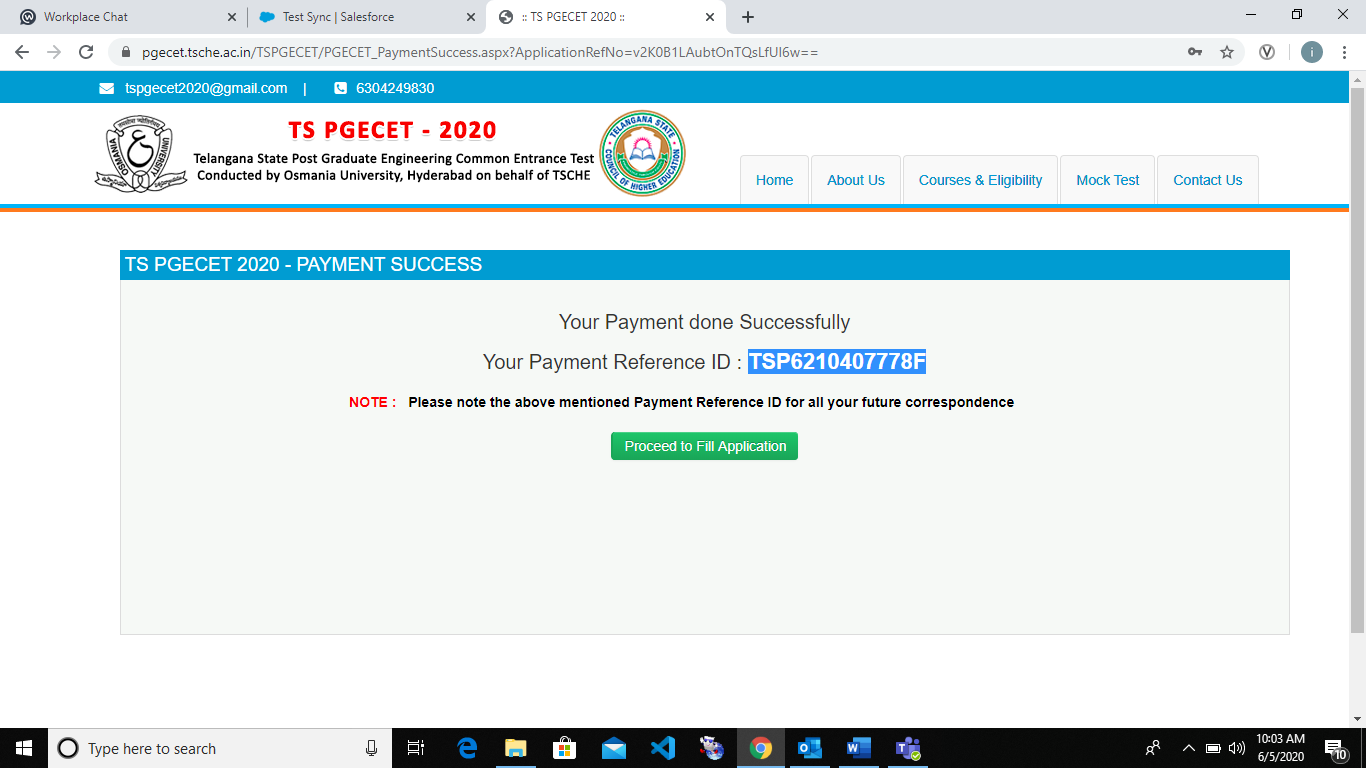 Workplace Chat
Test Sync | Salesforce
:: TS PGECET 2020 ::
pgecet.tsche.ac.in/TSPGECET/PGECET_PaymentSuccess.aspx?ApplicationRefNo=v2K0B1LAubtOnTQsLfUl6w==
tspgecet2020@gmail.com | 6304249830
OSMANIA UNIVERSITY
TS PGECET - 2020
Telangana State Post Graduate Engineering Common Entrance Test
Conducted by Osmania University, Hyderabad on behalf of TSCHE
TELANGANA STATE COUNCIL OF HIGHER EDUCATION
Home
About Us
Courses & Eligibility
Mock Test
Contact Us
TS PGECET 2020 - PAYMENT SUCCESS
Your Payment done Successfully
Your Payment Reference ID : TSP6210407778F
NOTE : Please note the above mentioned Payment Reference ID for all your future correspondence
Proceed to Fill Application
Type here to search
10:03 AM
6/5/2020
10